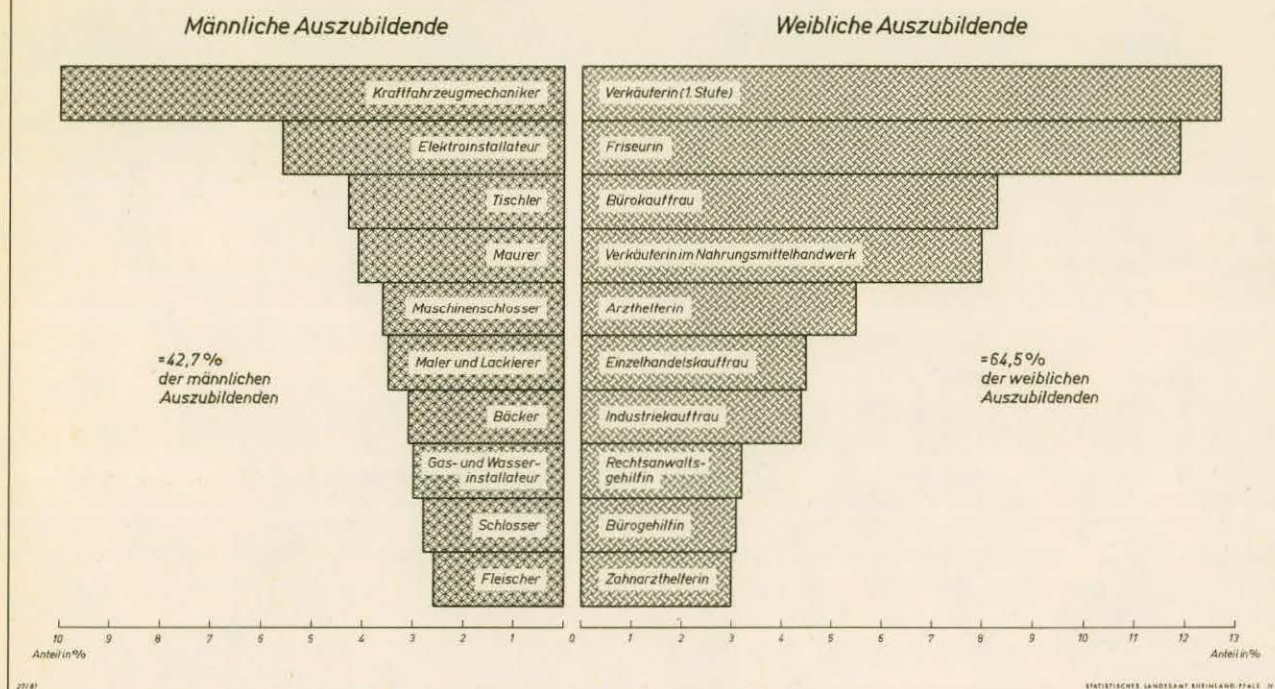 Männliche Auszubildende
Weibliche Auszubildende
Kraftfahrzeugmechaniker
Elektroinstallateur
Tischler
Maurer
Maschinenschlosser
Maler und Lackierer
Bäcker
Gas- und Wasser-
installateur
Schlosser
Fleischer
Verkäuferin (1. Stufe)
Friseurin
Bürokauffrau
Verkäuferin im Nahrungsmittelhandwerk
Arzthelferin
Einzelhandelskauffrau
Industriekauffrau
Rechtsanwalts-
gehilfin
Bürogehilfin
Zahnarzthelferin
=42,7%
der männlichen
Auszubildenden
=64,5%
der weiblichen
Auszubildenden
10 9 8 7 6 5 4 3 2 1 0 1 2 3 4 5 6 7 8 9 10 11 12 13
Anteil in %
Anteil in %
STATISTISCHES LANDESAMT RHEINLAND-PFALZ